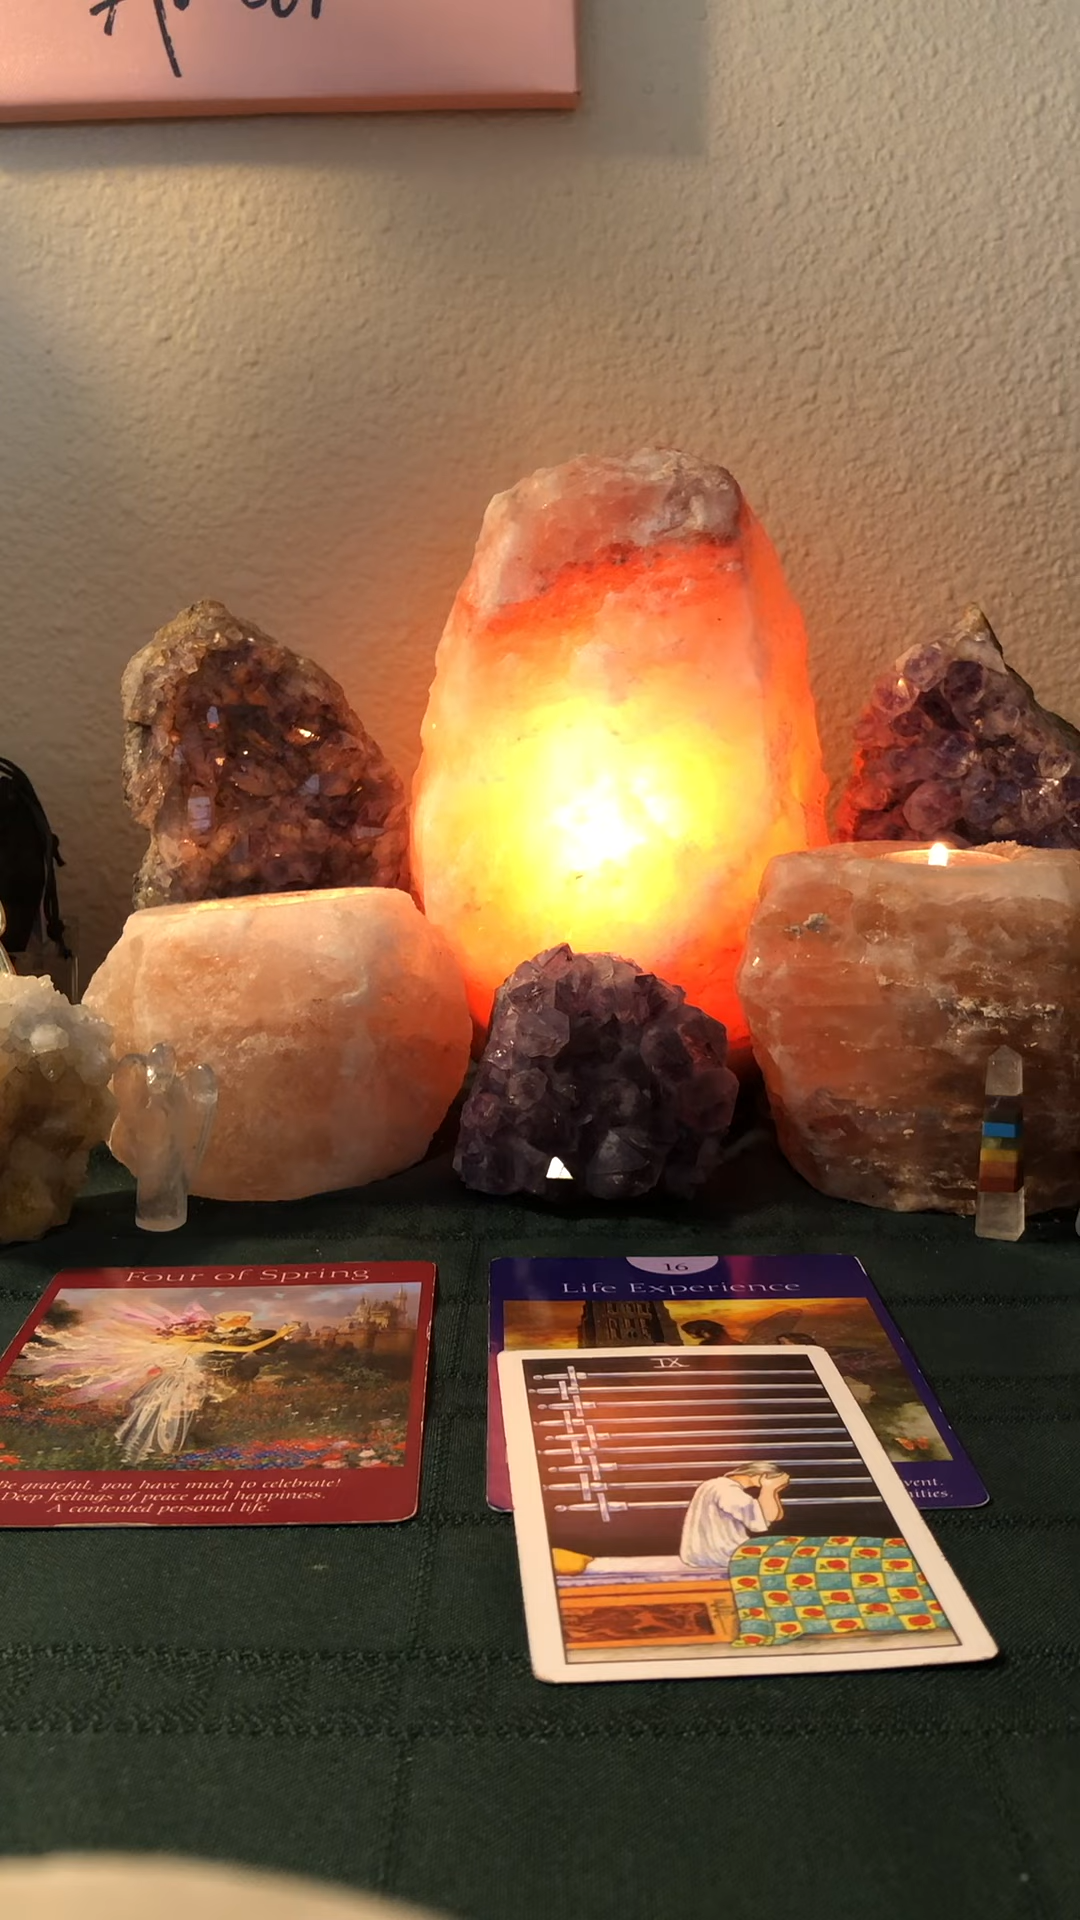 Four of Spring
Be grateful, you have much to celebrate!
Deep feelings of peace and happiness.
A contented personal life.
16
Life Experience
vent.
IX